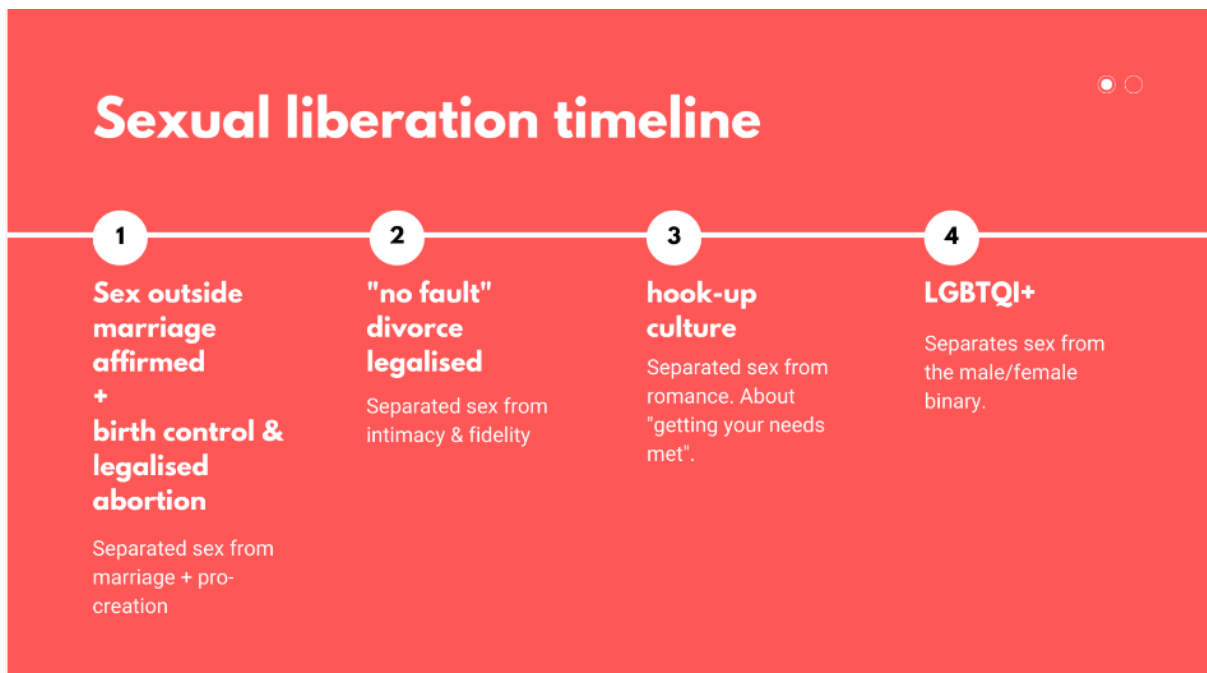 Sexual liberation timeline
1
Sex outside
marriage
affirmed
+
birth control &
legalised
abortion
Separated sex from
marriage + pro-
creation
2
"no fault"
divorce
legalised
Separated sex from
intimacy & fidelity
3
hook-up
culture
Separated sex from
romance. About
"getting your needs
met".
4
LGBTQI+
Separates sex from
the male/female
binary.